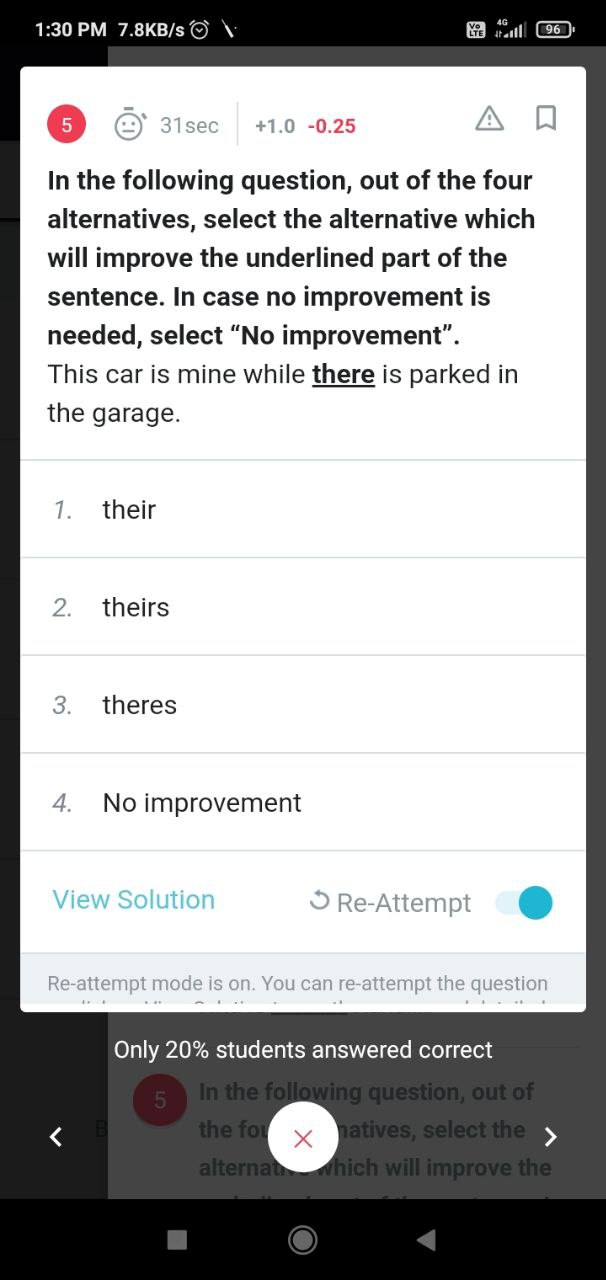 1:30 PM 7.8KB/s
Vo LTE 4G 96
5 31sec +1.0 -0.25
In the following question, out of the four
alternatives, select the alternative which
will improve the underlined part of the
sentence. In case no improvement is
needed, select “No improvement”.
This car is mine while there is parked in
the garage.
1. their
2. theirs
3. theres
4. No improvement
View Solution Re-Attempt
Re-attempt mode is on. You can re-attempt the question
Only 20% students answered correct
5 In the following question, out of
the natives, select the
which will improve the